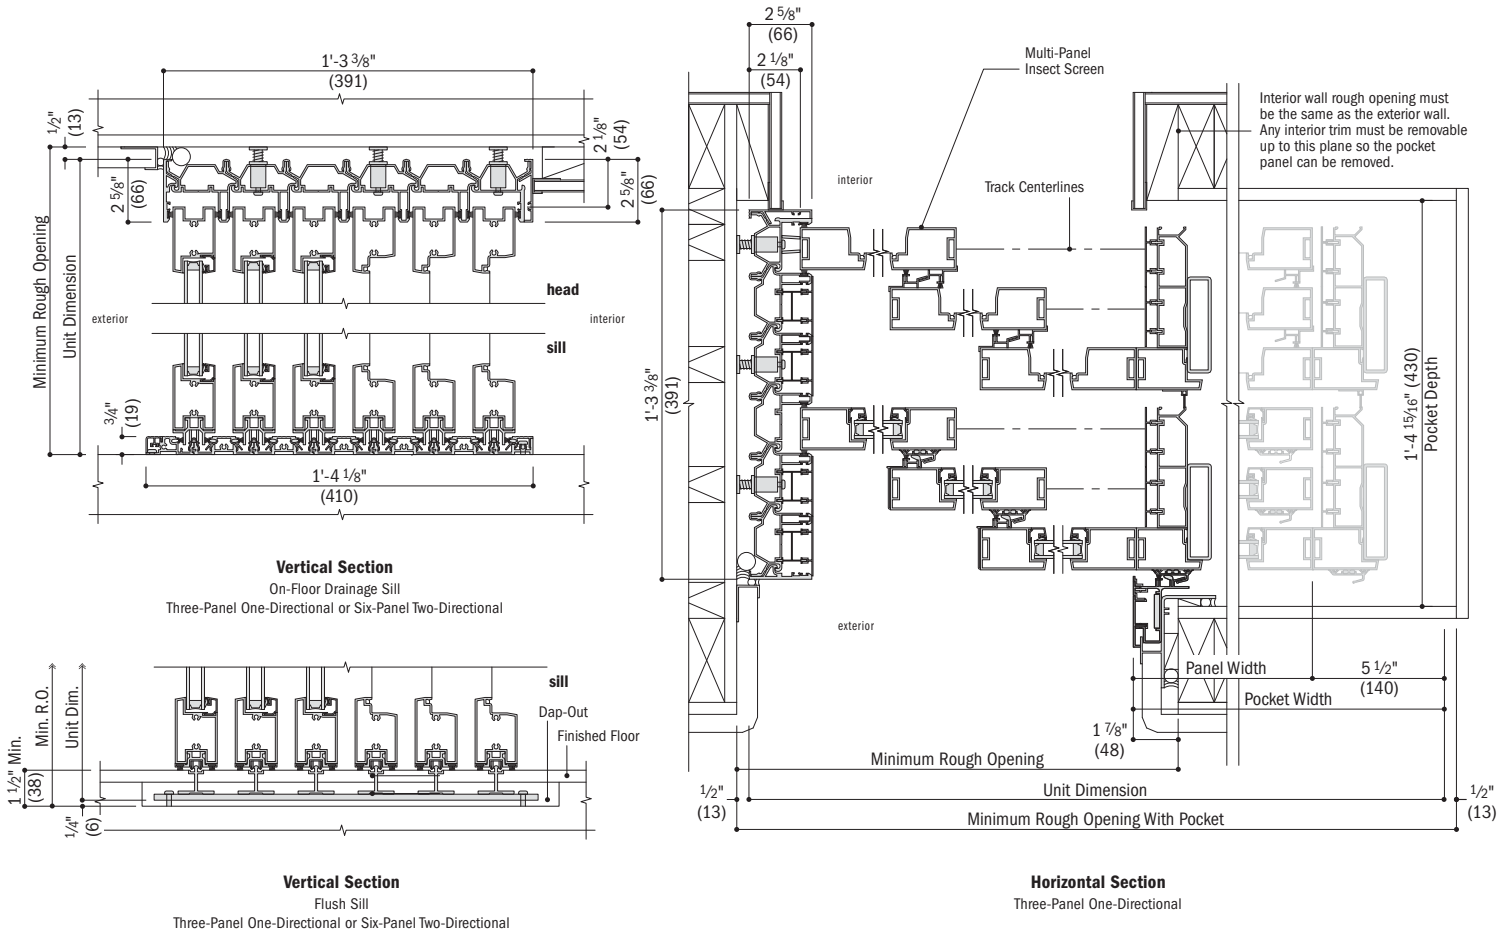 1'-3 3/8"
(391)
1/2"
(13)
2 1/8"
(54)
2 5/8"
(66)
2 5/8"
(66)
Minimum Rough Opening
Unit Dimension
head
exterior
interior
sill
3/4"
(19)
1'-4 1/8"
(410)
Vertical Section
On-Floor Drainage Sill
Three-Panel One-Directional or Six-Panel Two-Directional
sill
Dap-Out
Finished Floor
Min. R.O.
Unit Dim.
1 1/2" Min.
(38)
1/4"
(6)
Vertical Section
Flush Sill
Three-Panel One-Directional or Six-Panel Two-Directional
2 5/8"
(66)
2 1/8"
(54)
Multi-Panel
Insect Screen
Interior wall rough opening must
be the same as the exterior wall.
Any interior trim must be removable
up to this plane so the pocket
panel can be removed.
interior
Track Centerlines
1'-3 3/8"
(391)
1'-4 15/16" (430)
Pocket Depth
exterior
Panel Width
5 1/2"
(140)
Pocket Width
1 7/8"
(48)
Minimum Rough Opening
1/2"
(13)
Unit Dimension
1/2"
(13)
Minimum Rough Opening With Pocket
Horizontal Section
Three-Panel One-Directional